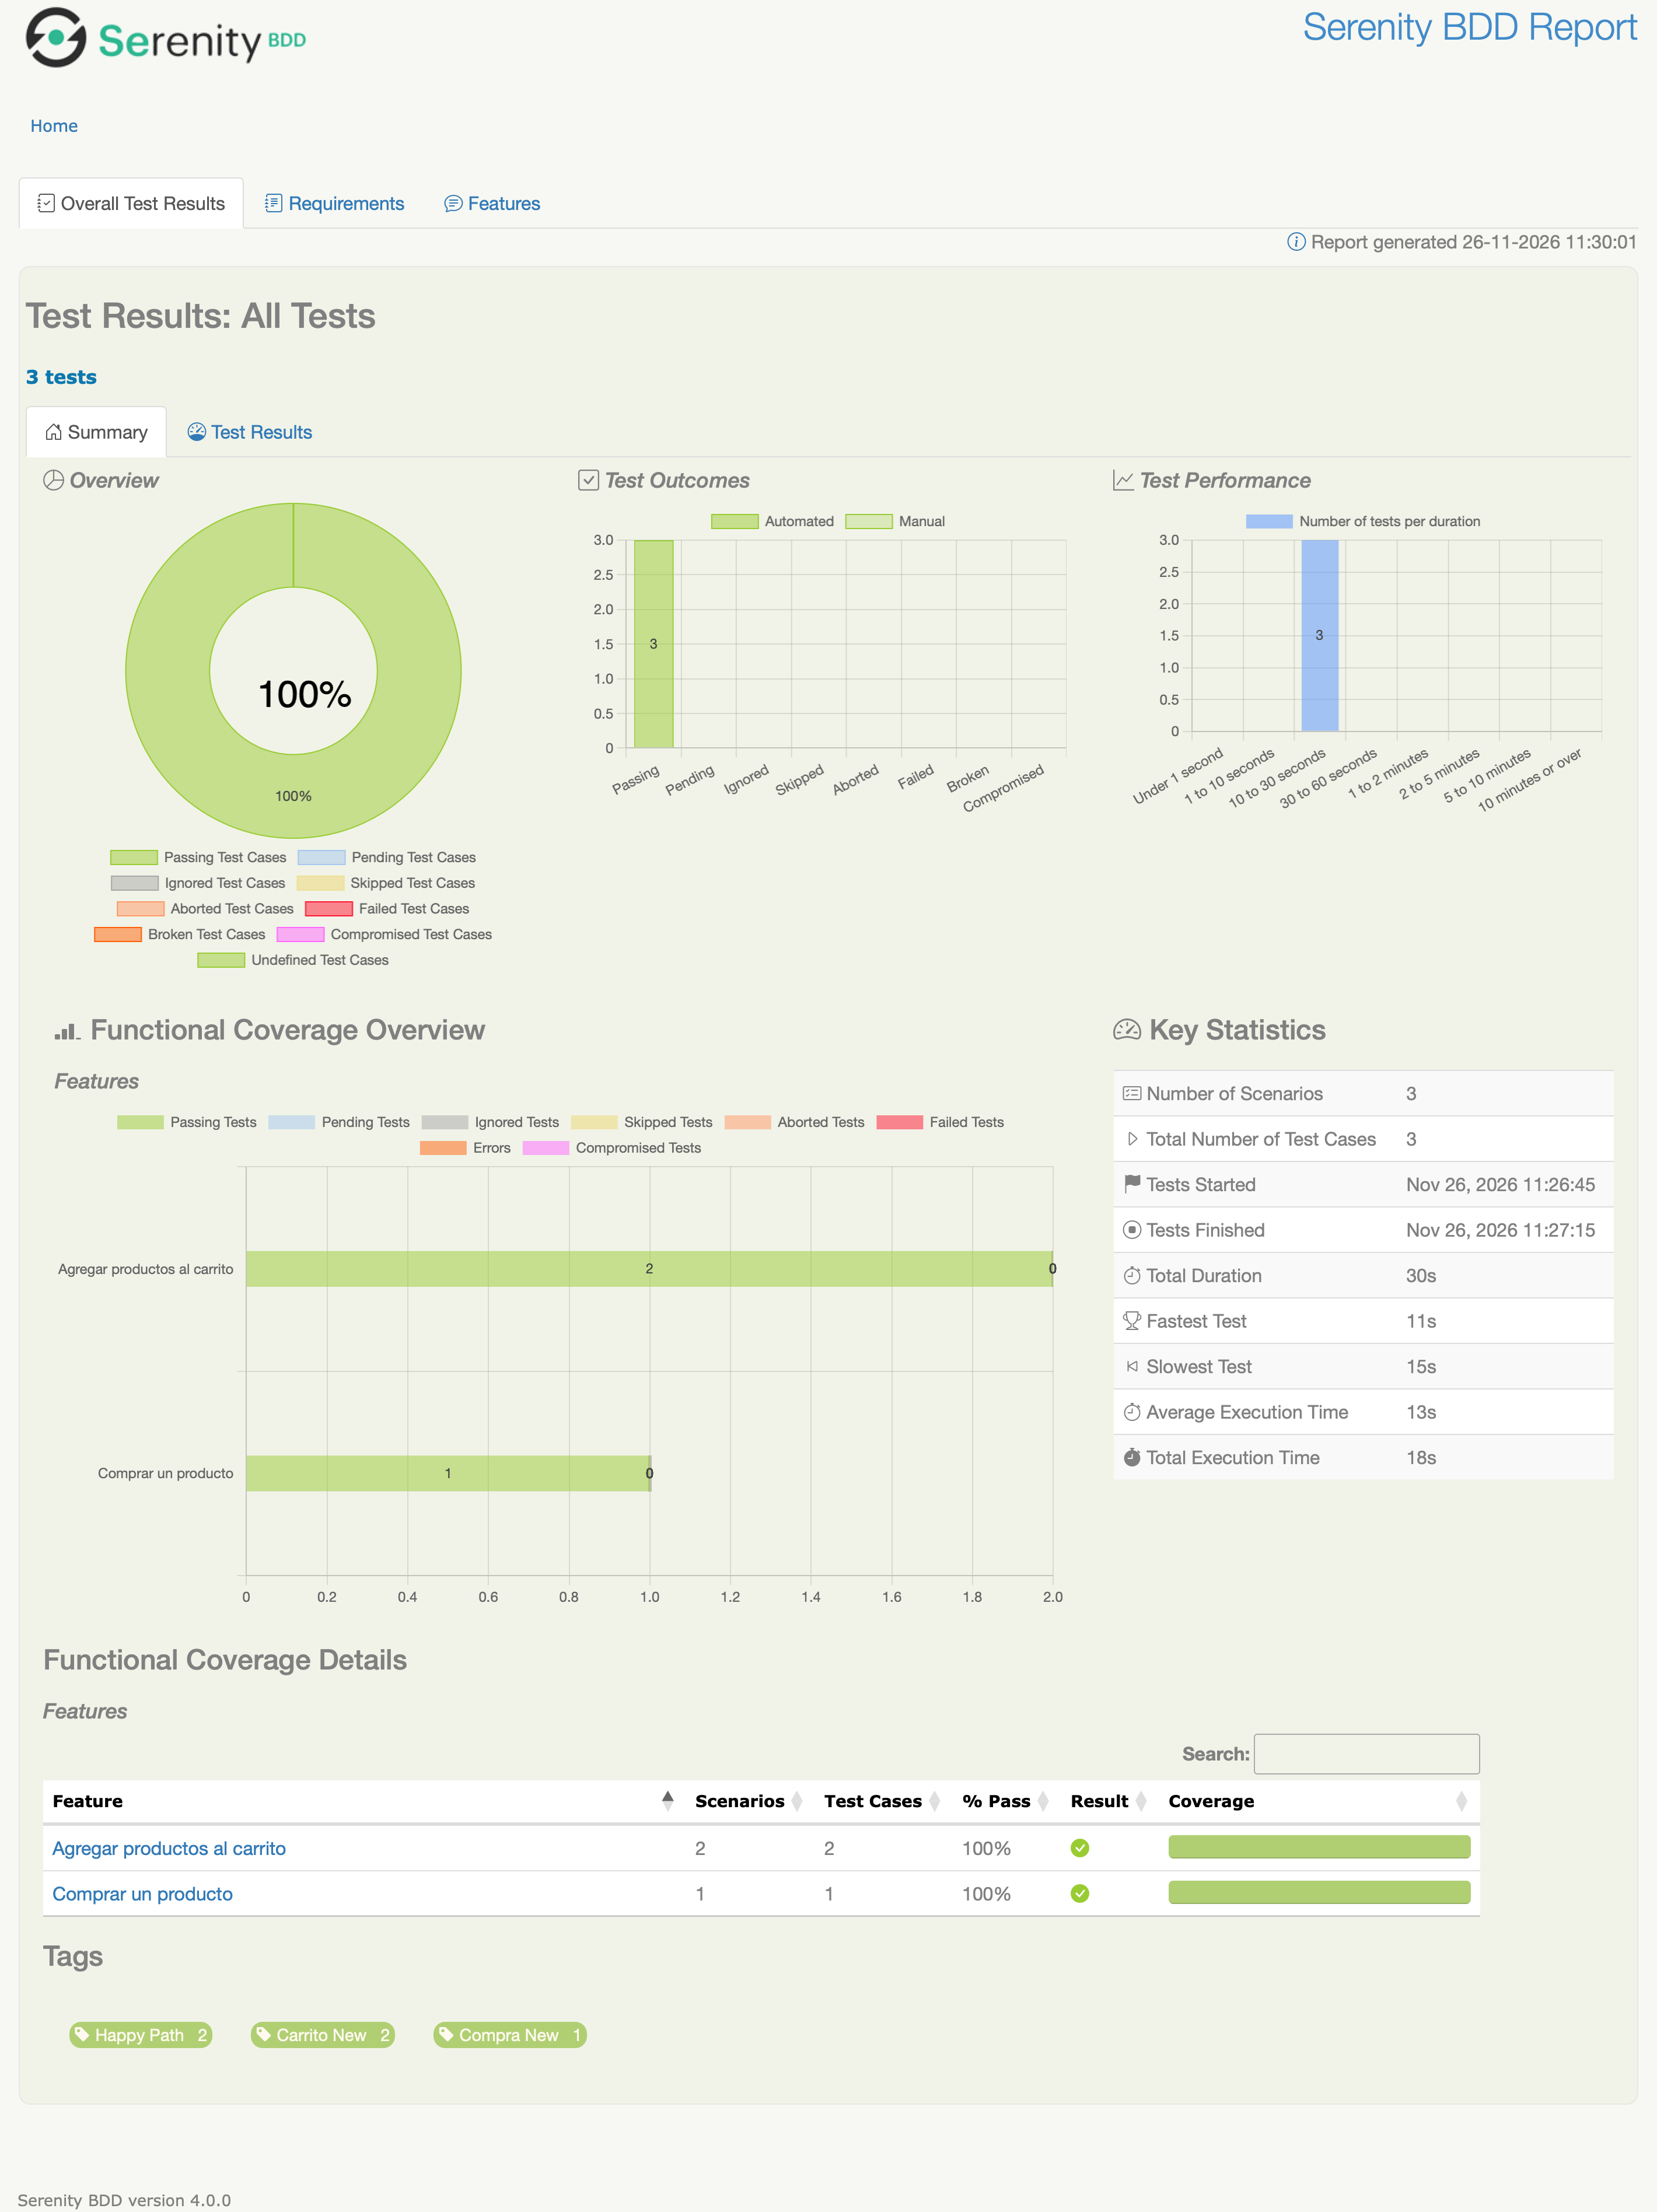 Serenity BDD
Serenity BDD Report
Home
Overall Test Results
Requirements
Features
Report generated 26-11-2026 11:30:01
Test Results: All Tests
3 tests
Summary
Test Results
Overview
100%
100%
Passing Test Cases
Pending Test Cases
Ignored Test Cases
Skipped Test Cases
Aborted Test Cases
Failed Test Cases
Broken Test Cases
Compromised Test Cases
Undefined Test Cases
Test Outcomes
Automated
Manual
3.0
2.5
2.0
1.5
1.0
0.5
0
3
Passing
Pending
Ignored
Skipped
Aborted
Failed
Broken
Compromised
Test Performance
Number of tests per duration
3.0
2.5
2.0
1.5
1.0
0.5
0
3
Under 1 second
1 to 10 seconds
10 to 30 seconds
30 to 60 seconds
1 to 2 minutes
2 to 5 minutes
5 to 10 minutes
10 minutes or over
Functional Coverage Overview
Features
Passing Tests
Pending Tests
Ignored Tests
Skipped Tests
Aborted Tests
Failed Tests
Errors
Compromised Tests
Agregar productos al carrito
2
0
Comprar un producto
1
0
0
0.2
0.4
0.6
0.8
1.0
1.2
1.4
1.6
1.8
2.0
Key Statistics
Number of Scenarios 3
Total Number of Test Cases 3
Tests Started Nov 26, 2026 11:26:45
Tests Finished Nov 26, 2026 11:27:15
Total Duration 30s
Fastest Test 11s
Slowest Test 15s
Average Execution Time 13s
Total Execution Time 18s
Functional Coverage Details
Features
Search:
Feature Scenarios Test Cases % Pass Result Coverage
Agregar productos al carrito 2 2 100%
Comprar un producto 1 1 100%
Tags
Happy Path 2
Carrito New 2
Compra New 1
Serenity BDD version 4.0.0